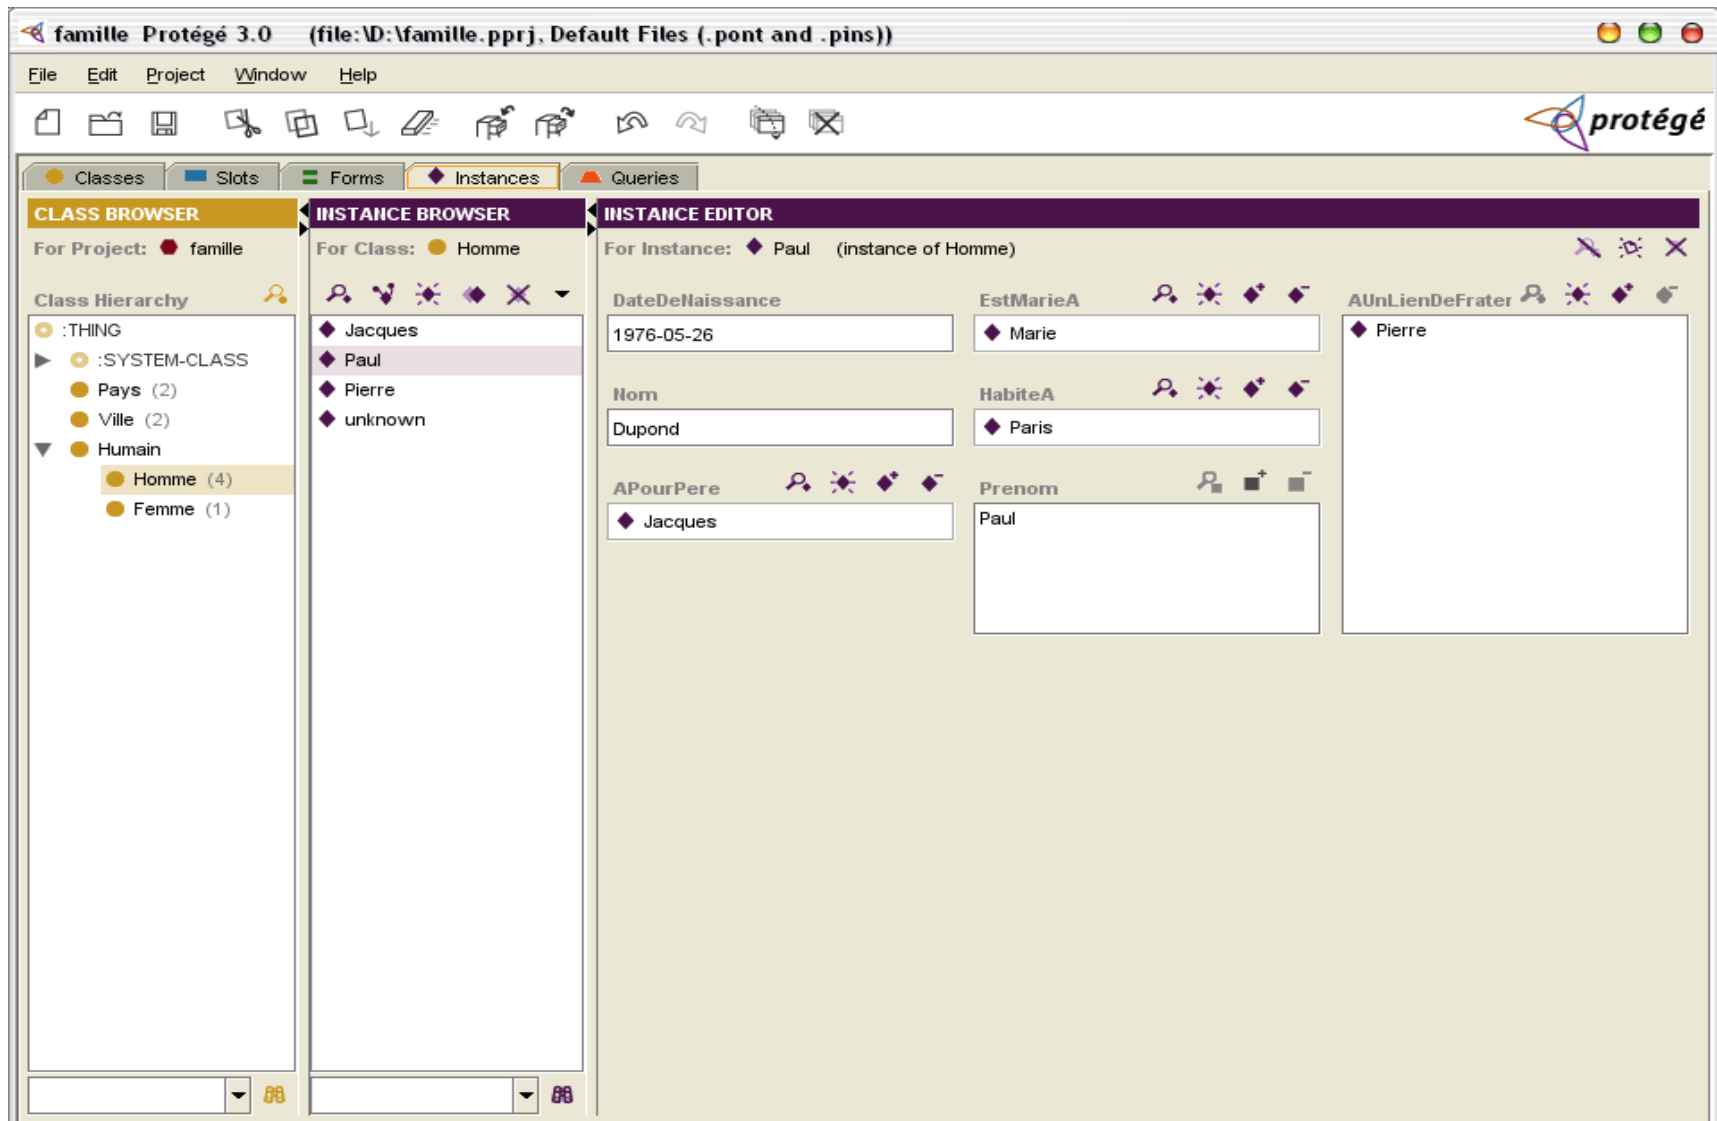 famille Protégé 3.0 (file:\D:\famille.pprj, Default Files (.pont and .pins))
File Edit Project Window Help
protégé
Classes Slots Forms Instances Queries
CLASS BROWSER
For Project: famille
Class Hierarchy
:THING
:SYSTEM-CLASS
Pays (2)
Ville (2)
Humain
Homme (4)
Femme (1)
INSTANCE BROWSER
For Class: Homme
Jacques
Paul
Pierre
unknown
INSTANCE EDITOR
For Instance: Paul (instance of Homme)
DateDeNaissance
1976-05-26
Nom
Dupond
APourPere
Jacques
EstMarieA
Marie
HabiteA
Paris
Prenom
Paul
AUnLienDeFrater
Pierre